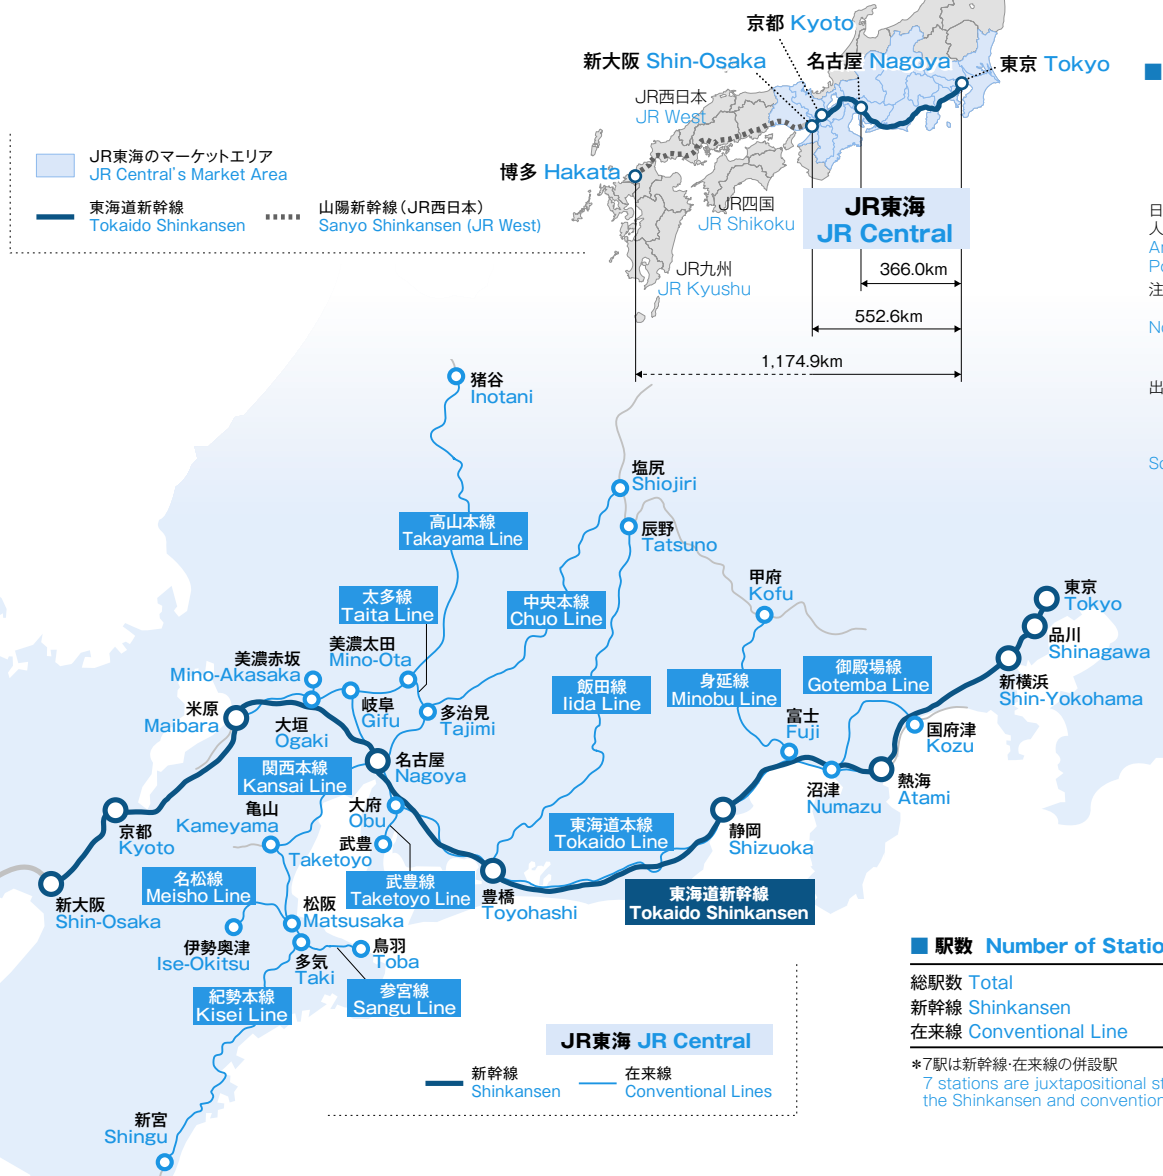 京都 Kyoto
新大阪 Shin-Osaka
名古屋 Nagoya
東京 Tokyo
JR西日本
JR West
博多 Hakata
JR四国
JR Shikoku
JR九州
JR Kyushu
JR東海
JR Central
366.0km
552.6km
1,174.9km
JR東海のマーケットエリア
JR Central's Market Area
東海道新幹線
Tokaido Shinkansen
山陽新幹線(JR西日本)
Sanyo Shinkansen (JR West)
日
人
Ar
Po
注
No
出
So
猪谷
Inotani
塩尻
Shiojiri
高山本線
Takayama Line
辰野
Tatsuno
甲府
Kofu
太多線
Taita Line
中央本線
Chuo Line
東京
Tokyo
品川
Shinagawa
美濃太田
Mino-Ota
美濃赤坂
Mino-Akasaka
飯田線
Iida Line
身延線
Minobu Line
御殿場線
Gotemba Line
新横浜
Shin-Yokohama
米原
Maibara
大垣
Ogaki
岐阜
Gifu
多治見
Tajimi
富士
Fuji
国府津
Kozu
関西本線
Kansai Line
名古屋
Nagoya
熱海
Atami
沼津
Numazu
亀山
Kameyama
大府
Obu
京都
Kyoto
武豊
Taketoyo
東海道本線
Tokaido Line
静岡
Shizuoka
名松線
Meisho Line
武豊線
Taketoyo Line
豊橋
Toyohashi
東海道新幹線
Tokaido Shinkansen
新大阪
Shin-Osaka
松阪
Matsusaka
伊勢奥津
Ise-Okitsu
多気
Taki
鳥羽
Toba
紀勢本線
Kisei Line
参宮線
Sangu Line
新宮
Shingu
JR東海 JR Central
新幹線
Shinkansen
在来線
Conventional Lines
■ 駅数 Number of Statio
総駅数 Total
新幹線 Shinkansen
在来線 Conventional Line
*7駅は新幹線·在来線の併設駅
7 stations are juxtapositional st
the Shinkansen and convention